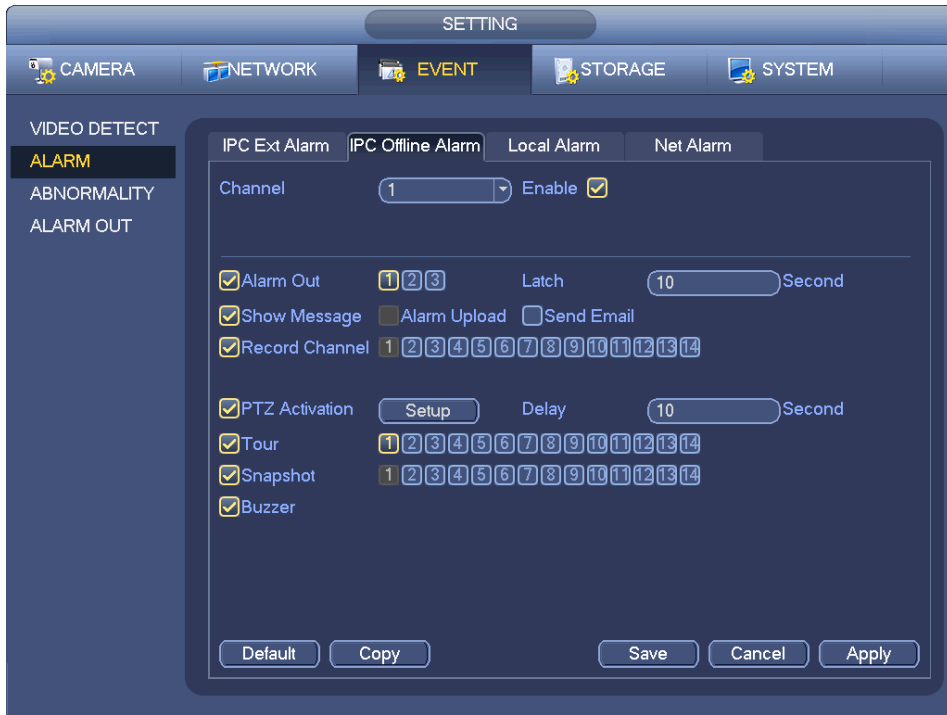 SETTING
CAMERA NETWORK EVENT STORAGE SYSTEM
VIDEO DETECT
ALARM
ABNORMALITY
ALARM OUT
IPC Ext Alarm IPC Offline Alarm Local Alarm Net Alarm
Channel 1 Enable
Alarm Out 1 2 3 Latch 10 Second
Show Message Alarm Upload Send Email
Record Channel 1 2 3 4 5 6 7 8 9 10 11 12 13 14
PTZ Activation Setup Delay 10 Second
Tour 1 2 3 4 5 6 7 8 9 10 11 12 13 14
Snapshot 1 2 3 4 5 6 7 8 9 10 11 12 13 14
Buzzer
Default Copy Save Cancel Apply